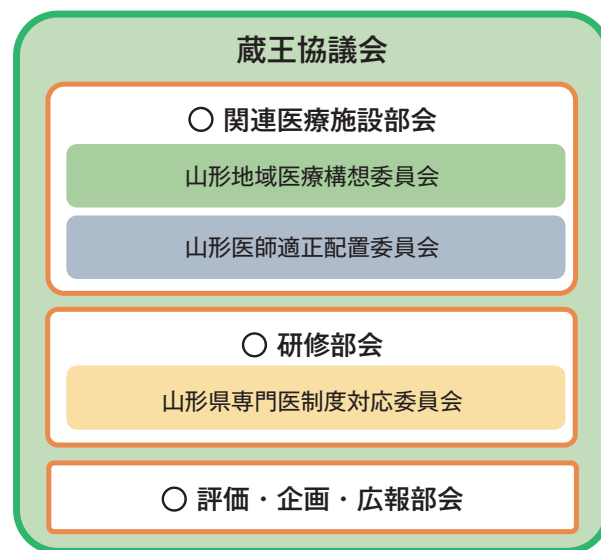 蔵王協議会
〇 関連医療施設部会
山形地域医療構想委員会
山形医師適正配置委員会
〇 研修部会
山形県専門医制度対応委員会
〇 評価・企画・広報部会